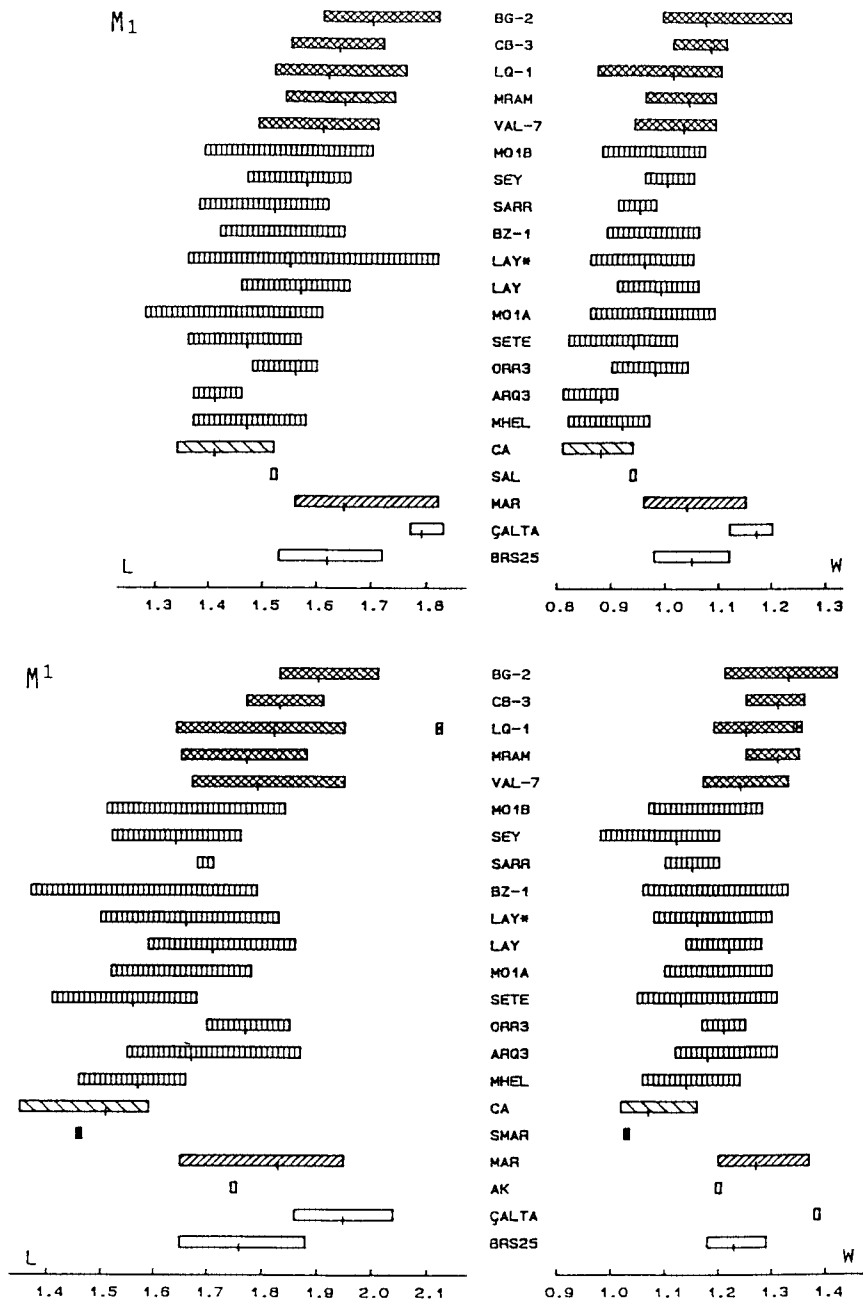 M₁
BG-2
CB-3
LQ-1
MRAM
VAL-7
MO1B
SEY
SARR
BZ-1
LAY*
LAY
MO1A
SETE
ORR3
ARQ3
MHEL
CA
SAL
MAR
ÇALTA
BRS25
L W
1.3 1.4 1.5 1.6 1.7 1.8 0.8 0.9 1.0 1.1 1.2 1.3
M¹
BG-2
CB-3
LQ-1
MRAM
VAL-7
MO1B
SEY
SARR
BZ-1
LAY*
LAY
MO1A
SETE
ORR3
ARQ3
MHEL
CA
SMAR
MAR
AK
ÇALTA
BRS25
L W
1.4 1.5 1.6 1.7 1.8 1.9 2.0 2.1 0.9 1.0 1.1 1.2 1.3 1.4